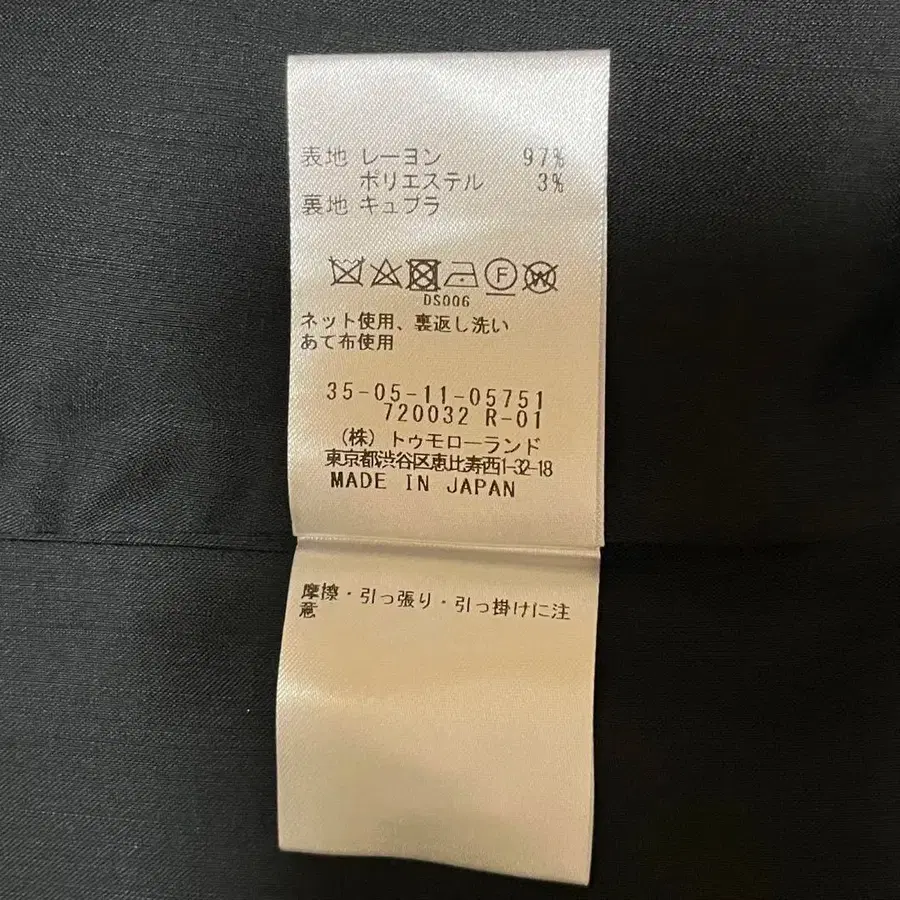 表地 レーヨン 97%
ポリエステル 3%
裏地 キュプラ
F W
DS006
ネット使用、裏返し洗い
あて布使用
35-05-11-05751
720032 R-01
(株) トゥモローランド
東京都渋谷区恵比寿西1-32-18
MADE IN JAPAN
摩擦・引っ張り・引っ掛けに注
意